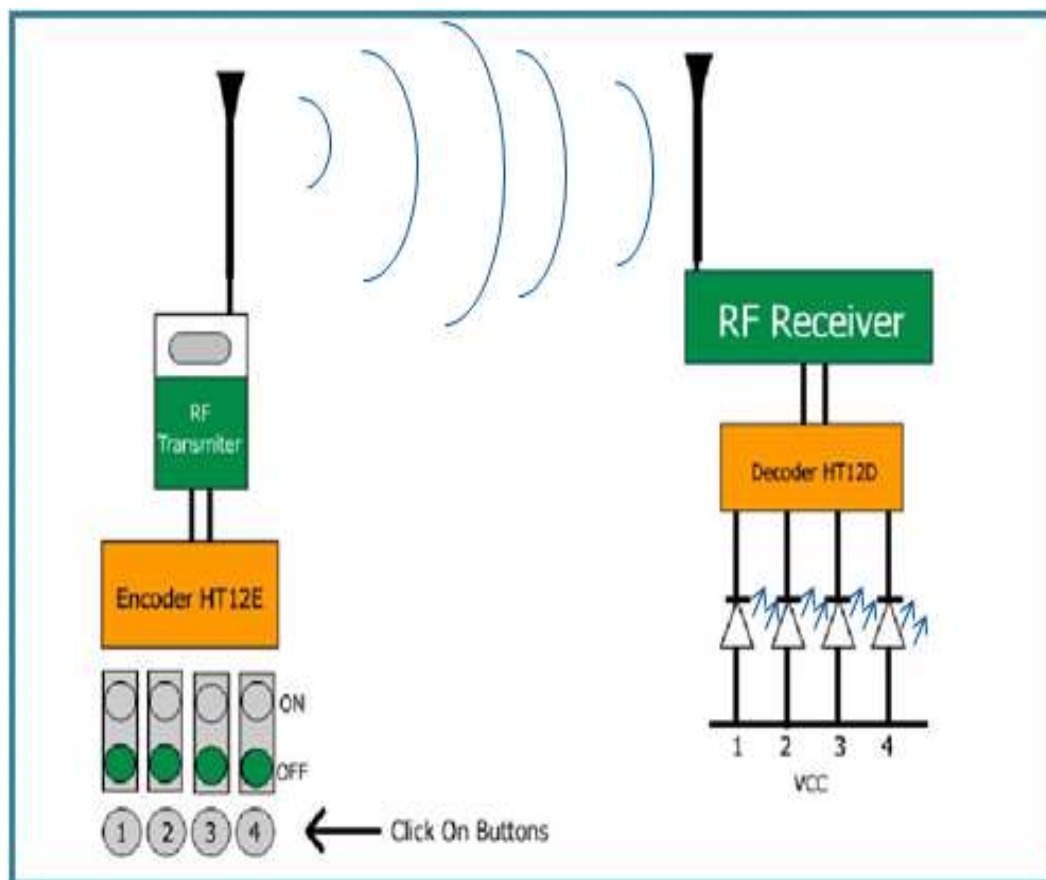 RF Receiver
RF
Transmiter
Decoder HT12D
Encoder HT12E
ON
OFF
1 2 3 4
VCC
1 2 3 4
Click On Buttons